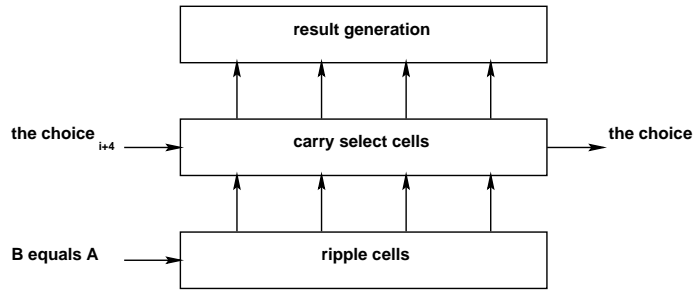 result generation
the choice i+4
carry select cells
the choice
B equals A
ripple cells